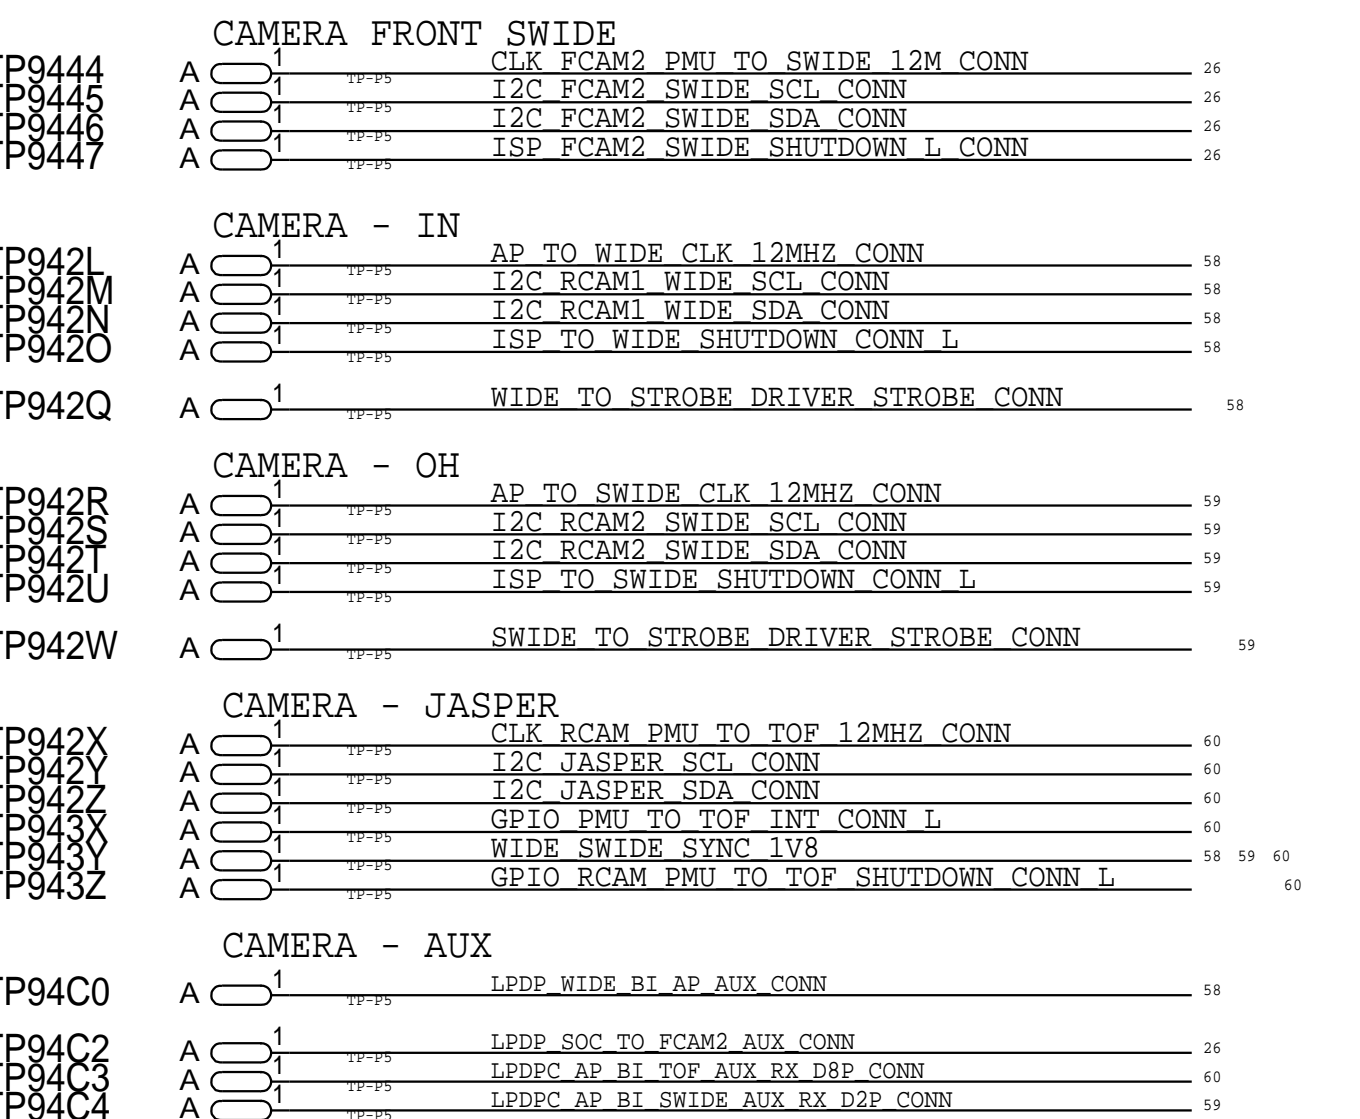 CAMERA FRONT SWIDE
TP9444 A 1 TP-P5 CLK_FCAM2_PMU_TO_SWIDE_12M_CONN 26
TP9445 A 1 TP-P5 I2C_FCAM2_SWIDE_SCL_CONN 26
TP9446 A 1 TP-P5 I2C_FCAM2_SWIDE_SDA_CONN 26
TP9447 A 1 TP-P5 ISP_FCAM2_SWIDE_SHUTDOWN_L_CONN 26
CAMERA - IN
TP942L A 1 TP-P5 AP_TO_WIDE_CLK_12MHZ_CONN 58
TP942M A 1 TP-P5 I2C_RCAM1_WIDE_SCL_CONN 58
TP942N A 1 TP-P5 I2C_RCAM1_WIDE_SDA_CONN 58
TP942O A 1 TP-P5 ISP_TO_WIDE_SHUTDOWN_CONN_L 58
TP942Q A 1 TP-P5 WIDE_TO_STROBE_DRIVER_STROBE_CONN 58
CAMERA - OH
TP942R A 1 TP-P5 AP_TO_SWIDE_CLK_12MHZ_CONN 59
TP942S A 1 TP-P5 I2C_RCAM2_SWIDE_SCL_CONN 59
TP942T A 1 TP-P5 I2C_RCAM2_SWIDE_SDA_CONN 59
TP942U A 1 TP-P5 ISP_TO_SWIDE_SHUTDOWN_CONN_L 59
TP942W A 1 TP-P5 SWIDE_TO_STROBE_DRIVER_STROBE_CONN 59
CAMERA - JASPER
TP942X A 1 TP-P5 CLK_RCAM_PMU_TO_TOF_12MHZ_CONN 60
TP942Y A 1 TP-P5 I2C_JASPER_SCL_CONN 60
TP942Z A 1 TP-P5 I2C_JASPER_SDA_CONN 60
TP943X A 1 TP-P5 GPIO_PMU_TO_TOF_INT_CONN_L 60
TP943Y A 1 TP-P5 WIDE_SWIDE_SYNC_1V8 58 59 60
TP943Z A 1 TP-P5 GPIO_RCAM_PMU_TO_TOF_SHUTDOWN_CONN_L 60
CAMERA - AUX
TP94C0 A 1 TP-P5 LPDP_WIDE_BI_AP_AUX_CONN 58
TP94C2 A 1 TP-P5 LPDP_SOC_TO_FCAM2_AUX_CONN 26
TP94C3 A 1 TP-P5 LPDPC_AP_BI_TOF_AUX_RX_D8P_CONN 60
TP94C4 A 1 TP-P5 LPDPC_AP_BI_SWIDE_AUX_RX_D2P_CONN 59